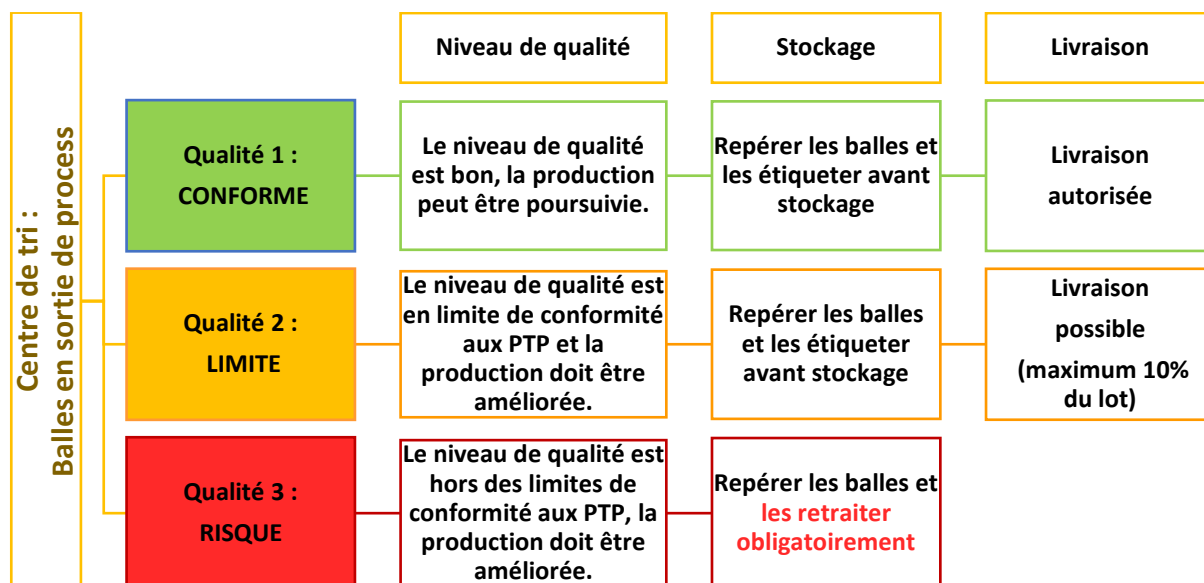 Centre de tri :
Balles en sortie de process
Niveau de qualité
Stockage
Livraison
Qualité 1 :
CONFORME
Le niveau de qualité
est bon, la production
peut être poursuivie.
Repérer les balles et
les étiqueter avant
stockage
Livraison
autorisée
Qualité 2 :
LIMITE
Le niveau de qualité est
en limite de conformité
aux PTP et la
production doit être
améliorée.
Repérer les balles
et les étiqueter
avant stockage
Livraison
possible
(maximum 10%
du lot)
Qualité 3 :
RISQUE
Le niveau de qualité est
hors des limites de
conformité aux PTP, la
production doit être
améliorée.
Repérer les balles et
les retraiter
obligatoirement